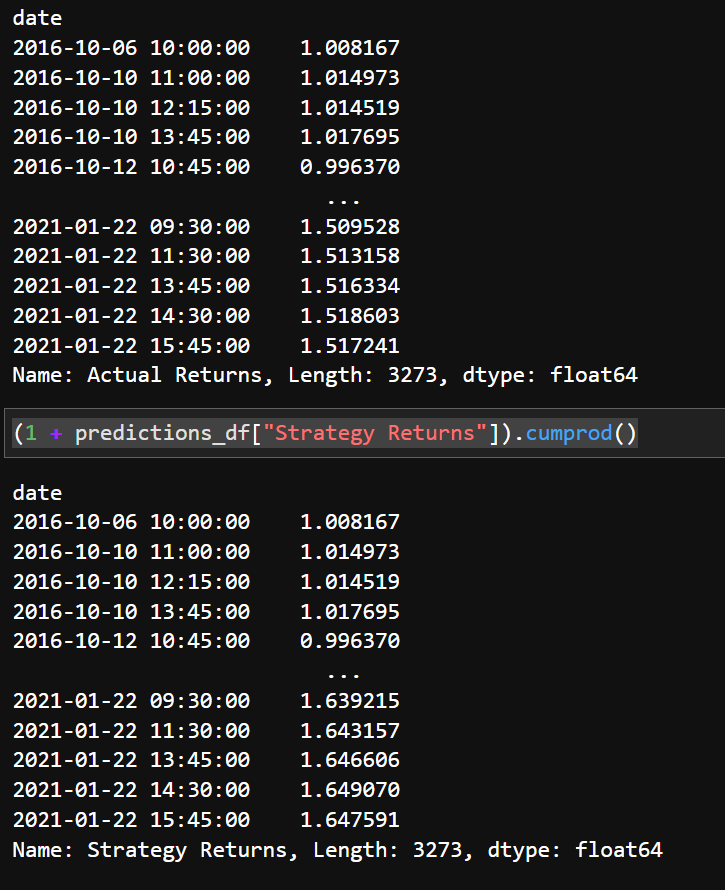 date
2016-10-06 10:00:00    1.008167
2016-10-10 11:00:00    1.014973
2016-10-10 12:15:00    1.014519
2016-10-10 13:45:00    1.017695
2016-10-12 10:45:00    0.996370
...
2021-01-22 09:30:00    1.509528
2021-01-22 11:30:00    1.513158
2021-01-22 13:45:00    1.516334
2021-01-22 14:30:00    1.518603
2021-01-22 15:45:00    1.517241
Name: Actual Returns, Length: 3273, dtype: float64
(1 + predictions_df["Strategy Returns"]).cumprod()
date
2016-10-06 10:00:00    1.008167
2016-10-10 11:00:00    1.014973
2016-10-10 12:15:00    1.014519
2016-10-10 13:45:00    1.017695
2016-10-12 10:45:00    0.996370
...
2021-01-22 09:30:00    1.639215
2021-01-22 11:30:00    1.643157
2021-01-22 13:45:00    1.646606
2021-01-22 14:30:00    1.649070
2021-01-22 15:45:00    1.647591
Name: Strategy Returns, Length: 3273, dtype: float64